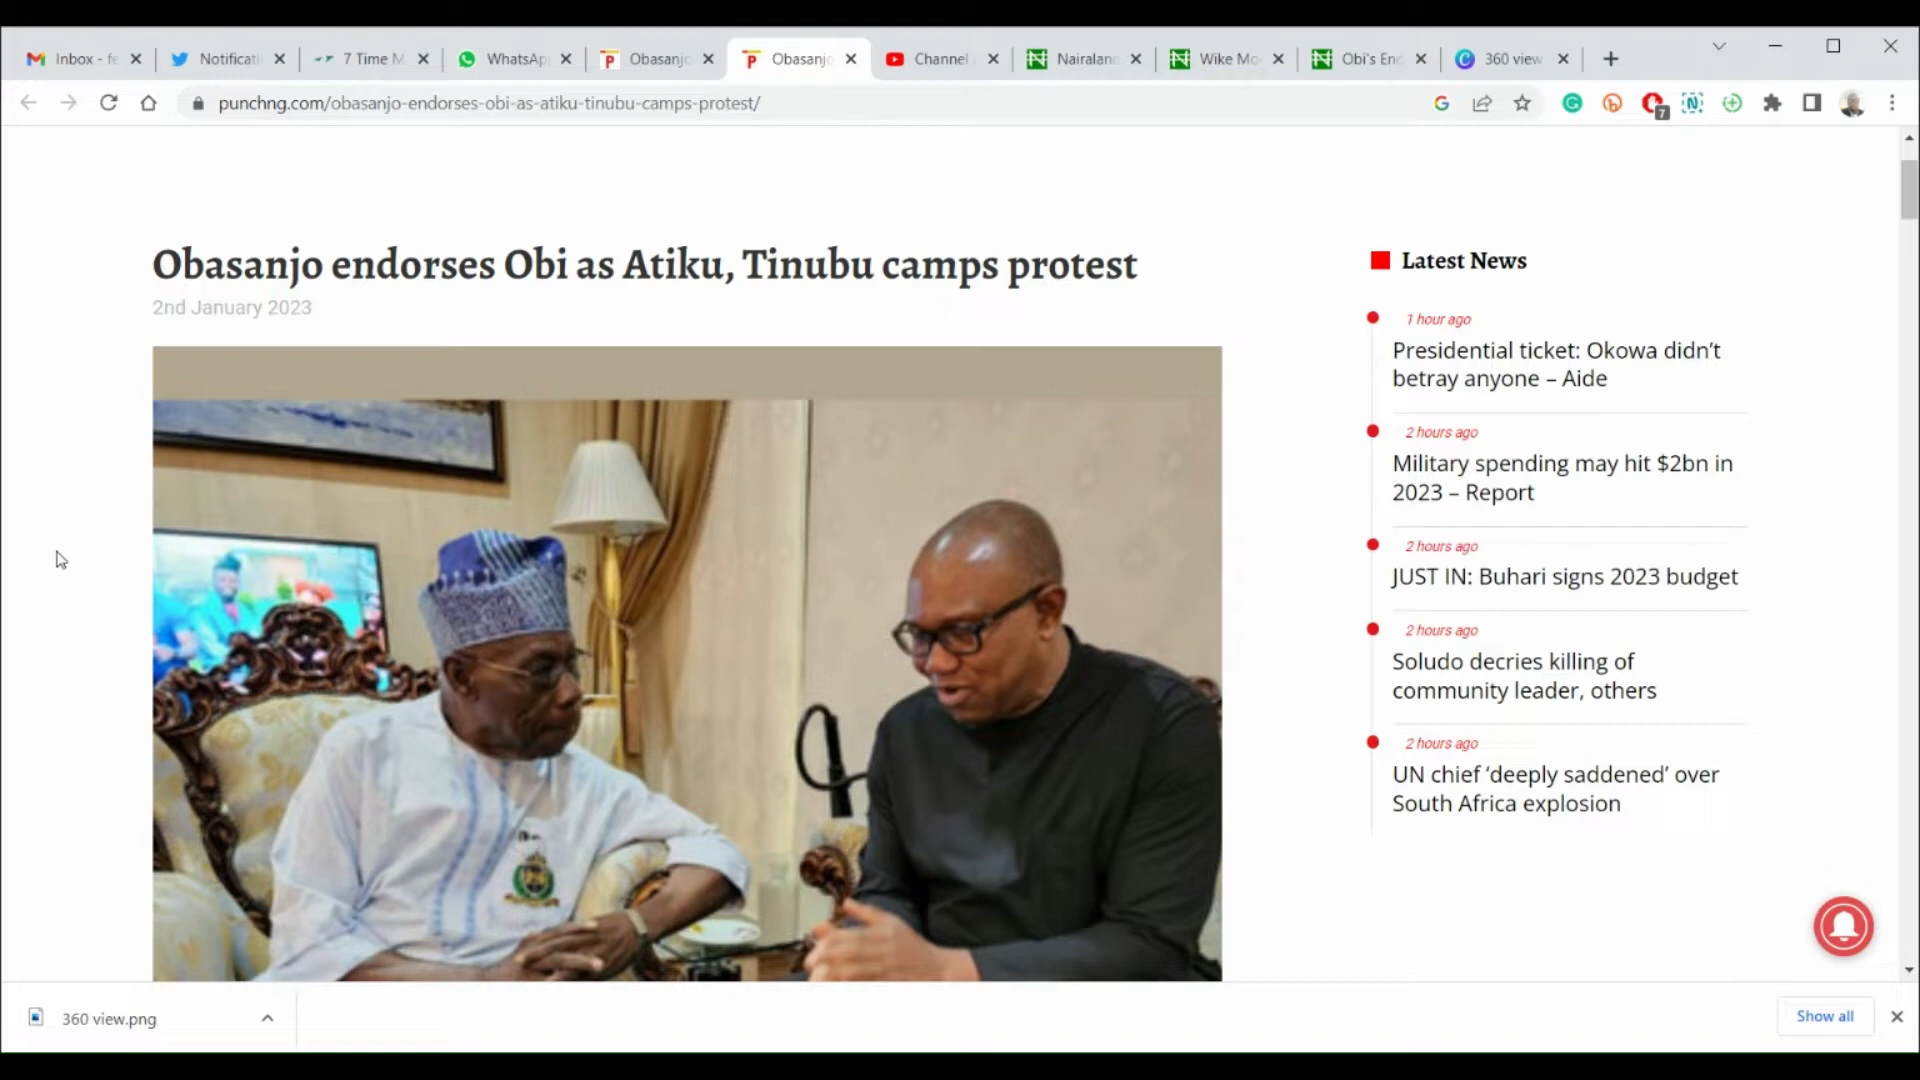 Inbox - fe
Notificati
7 Time M
WhatsAp
Obasanjo
Obasanjo
Channel
Nairalan
Wike Mo
Obi's End
360 view
punchng.com/obasanjo-endorses-obi-as-atiku-tinubu-camps-protest/
7
Obasanjo endorses Obi as Atiku, Tinubu camps protest
2nd January 2023
Latest News
1 hour ago
Presidential ticket: Okowa didn’t
betray anyone – Aide
2 hours ago
Military spending may hit $2bn in
2023 – Report
2 hours ago
JUST IN: Buhari signs 2023 budget
2 hours ago
Soludo decries killing of
community leader, others
2 hours ago
UN chief ‘deeply saddened’ over
South Africa explosion
360 view.png
Show all